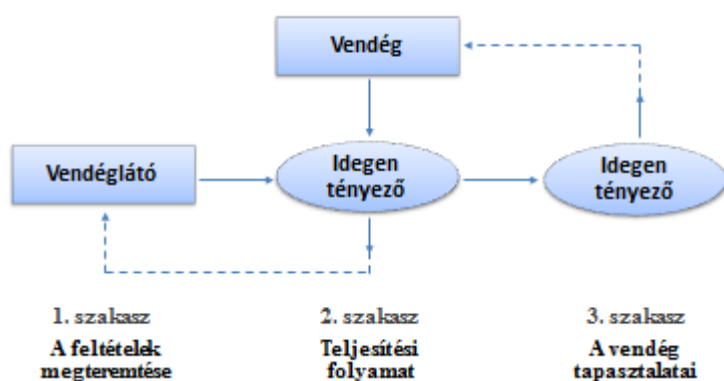 Vendég
Vendéglátó
Idegen
tényező
Idegen
tényező
1. szakasz
A feltételek
megteremtése
2. szakasz
Teljesítési
folyamat
3. szakasz
A vendég
tapasztalatai